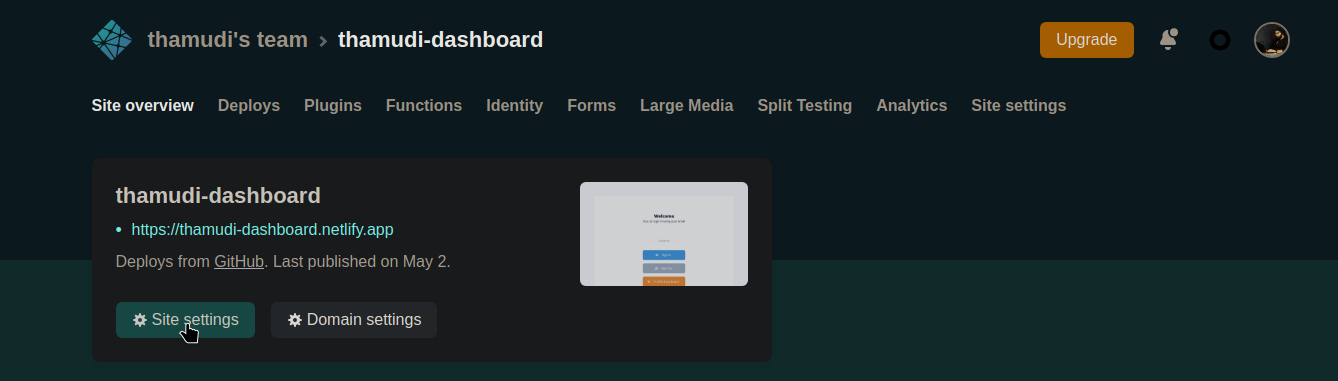 thamudi's team > thamudi-dashboard
Upgrade
Site overview Deploys Plugins Functions Identity Forms Large Media Split Testing Analytics Site settings
thamudi-dashboard
• https://thamudi-dashboard.netlify.app
Deploys from GitHub. Last published on May 2.
Welcome
Site settings Domain settings